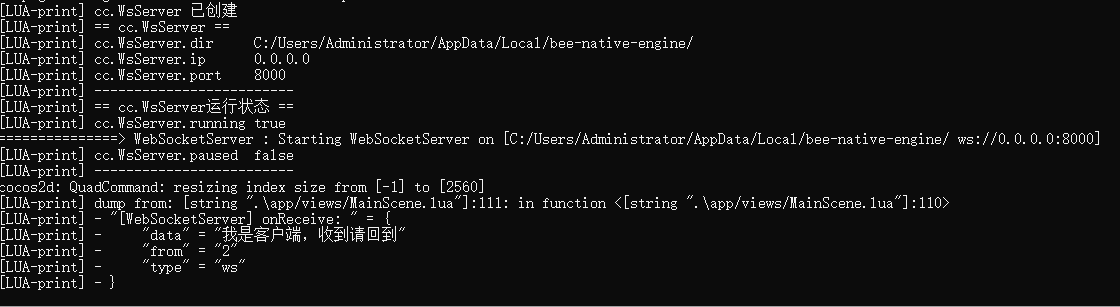 [LUA-print] cc.WsServer 已创建
[LUA-print] == cc.WsServer ==
[LUA-print] cc.WsServer.dir C:/Users/Administrator/AppData/Local/bee-native-engine/
[LUA-print] cc.WsServer.ip 0.0.0.0
[LUA-print] cc.WsServer.port 8000
[LUA-print] -------------------------
[LUA-print] == cc.WsServer运行状态 ==
[LUA-print] cc.WsServer.running true
==============> WebSocketServer : Starting WebSocketServer on [C:/Users/Administrator/AppData/Local/bee-native-engine/ ws://0.0.0.0:8000]
[LUA-print] cc.WsServer.paused false
[LUA-print] -------------------------
cocos2d: QuadCommand: resizing index size from [-1] to [2560]
[LUA-print] dump from: [string ".\app/views/MainScene.lua"]:111: in function <[string ".\app/views/MainScene.lua"]:110>
[LUA-print] - "[WebSocketServer] onReceive: " = {
[LUA-print] - "data" = "我是客户端，收到请回到"
[LUA-print] - "from" = "2"
[LUA-print] - "type" = "ws"
[LUA-print] - }